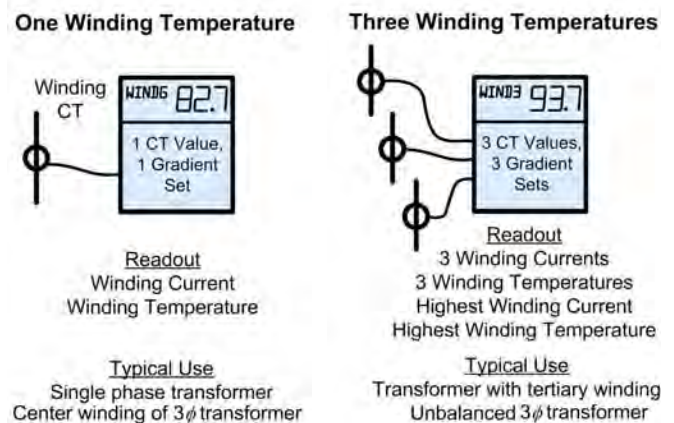 One Winding Temperature
Winding
CT
WINDG 82.7
1 CT Value,
1 Gradient
Set
Readout
Winding Current
Winding Temperature
Typical Use
Single phase transformer
Center winding of 3ϕ transformer
Three Winding Temperatures
WIND3 93.7
3 CT Values,
3 Gradient
Sets
Readout
3 Winding Currents
3 Winding Temperatures
Highest Winding Current
Highest Winding Temperature
Typical Use
Transformer with tertiary winding
Unbalanced 3ϕ transformer